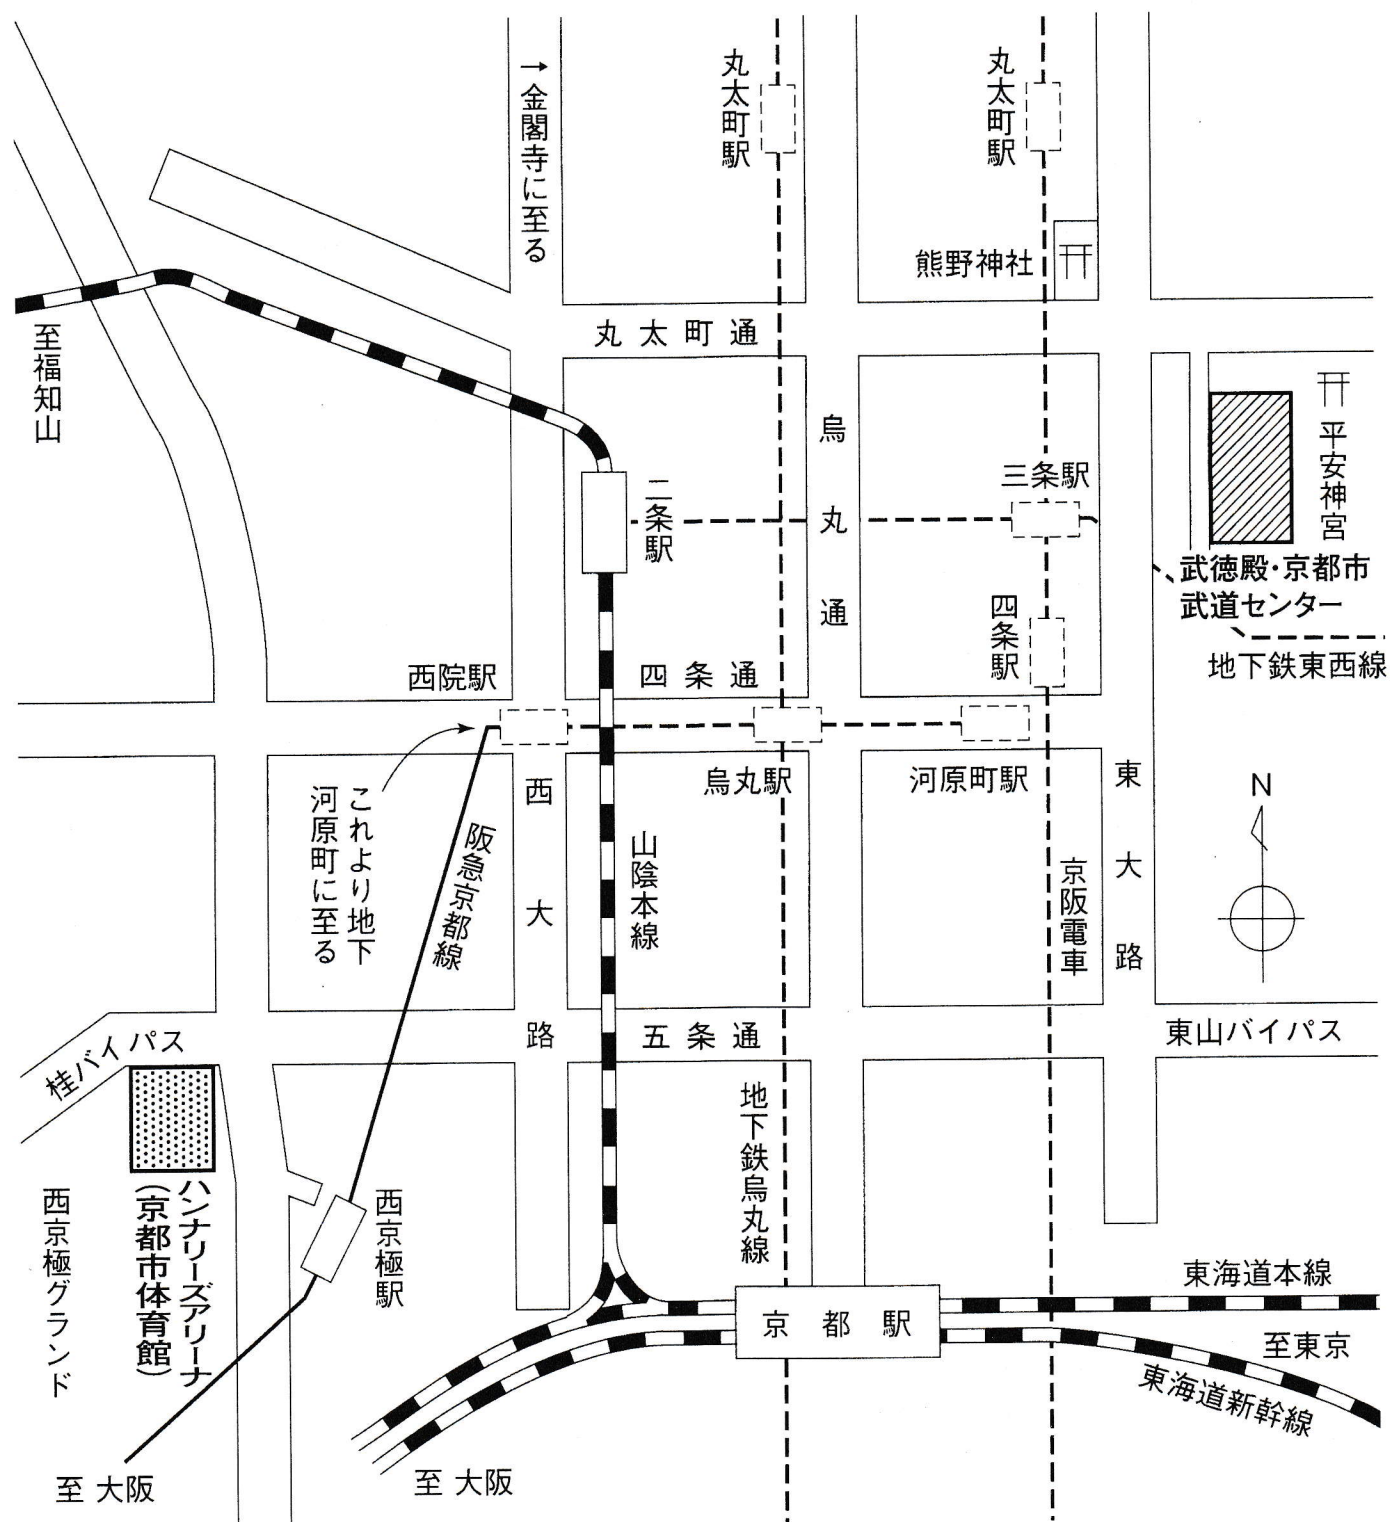 →金閣寺に至る
丸太町駅
丸太町駅
熊野神社
丸太町通
至福知山
烏丸通
平安神宮
三条駅
二条駅
武徳殿・京都市
武道センター
四条駅
地下鉄東西線
西院駅
四条通
烏丸駅
河原町駅
これより地下
河原町に至る
阪急京都線
西大路
山陰本線
京阪電車
東大路
N
桂バイパス
五条通
東山バイパス
地下鉄烏丸線
西京極グランド
ハンナリーズアリーナ
(京都市体育館)
西京極駅
京都駅
東海道本線
至東京
東海道新幹線
至 大阪
至 大阪